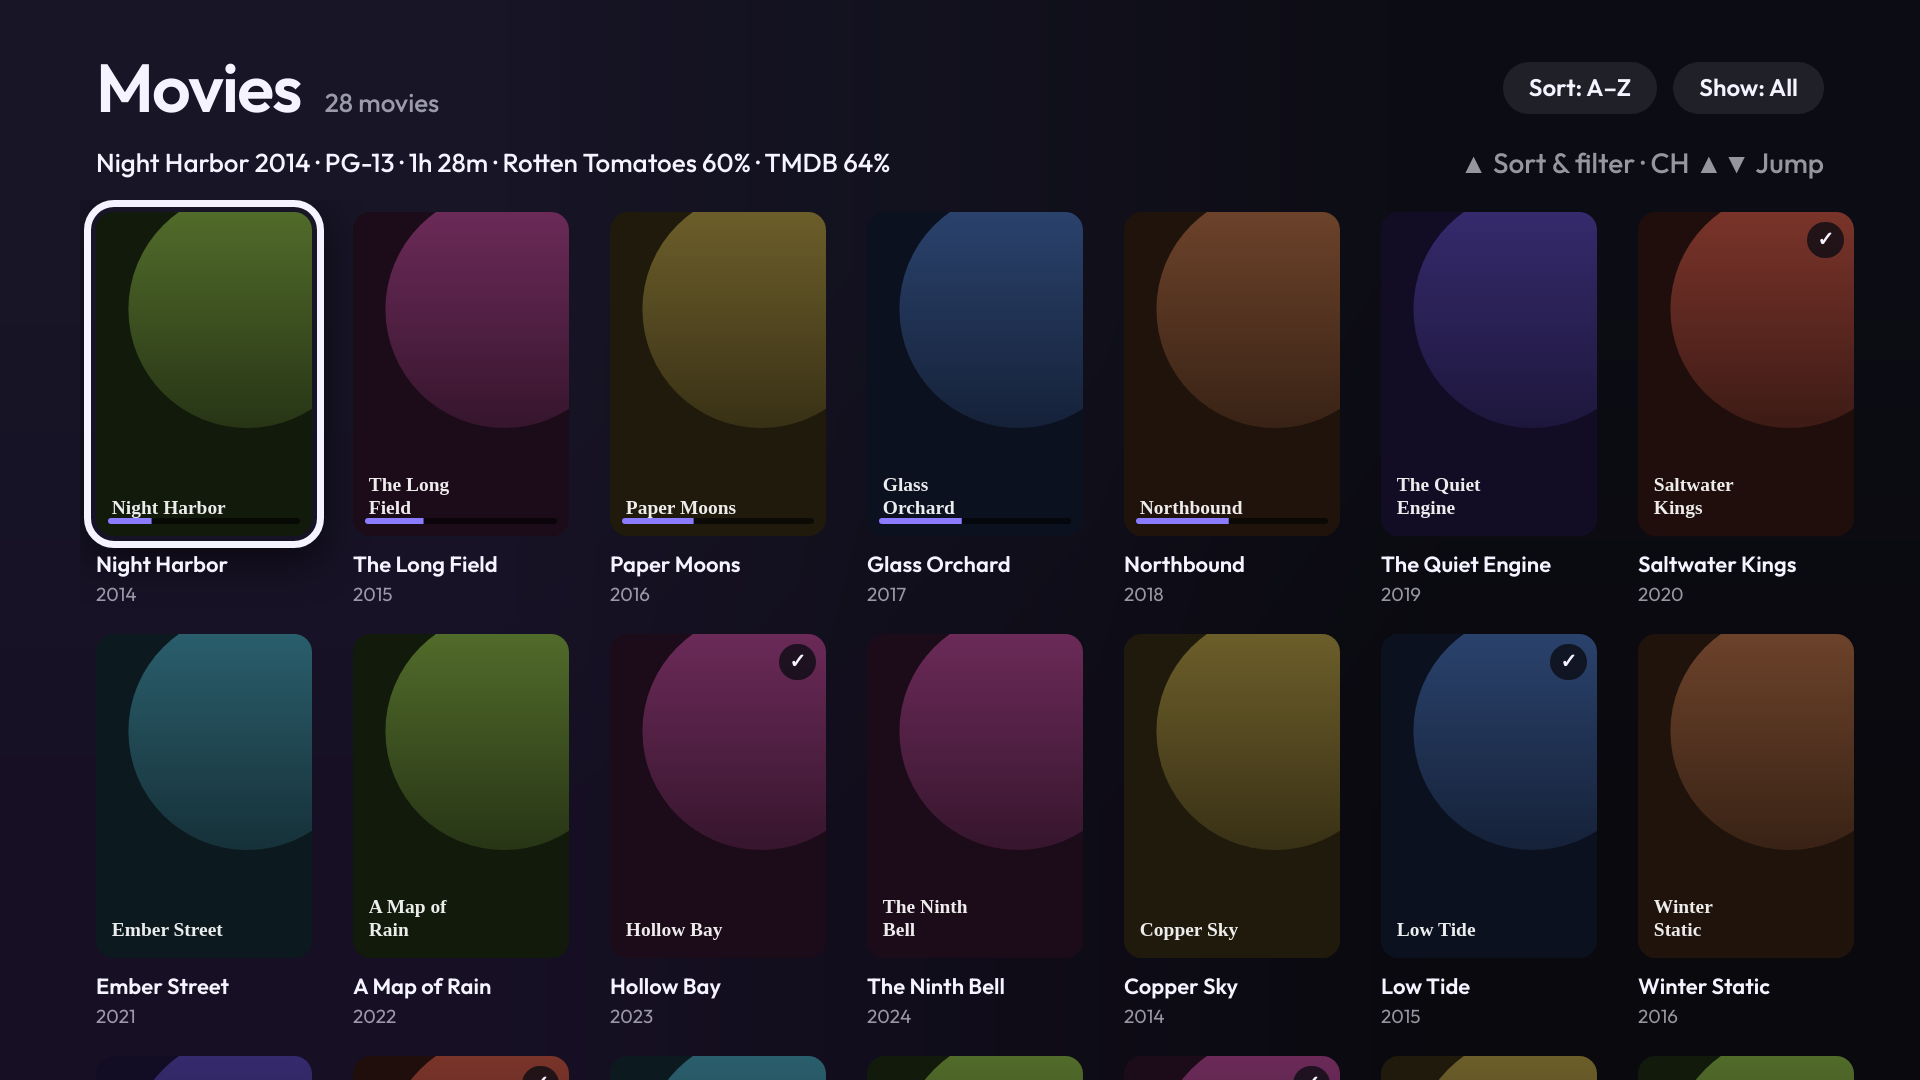 Movies 28 movies
Sort: A–Z
Show: All
Night Harbor 2014 · PG-13 · 1h 28m · Rotten Tomatoes 60% · TMDB 64%
▲ Sort & filter · CH ▲ ▼ Jump
Night Harbor
The Long
Field
Paper Moons
Glass
Orchard
Northbound
The Quiet
Engine
✓
Saltwater
Kings
Night Harbor
2014
The Long Field
2015
Paper Moons
2016
Glass Orchard
2017
Northbound
2018
The Quiet Engine
2019
Saltwater Kings
2020
Ember Street
A Map of
Rain
✓
Hollow Bay
The Ninth
Bell
Copper Sky
✓
Low Tide
Winter
Static
Ember Street
2021
A Map of Rain
2022
Hollow Bay
2023
The Ninth Bell
2024
Copper Sky
2014
Low Tide
2015
Winter Static
2016